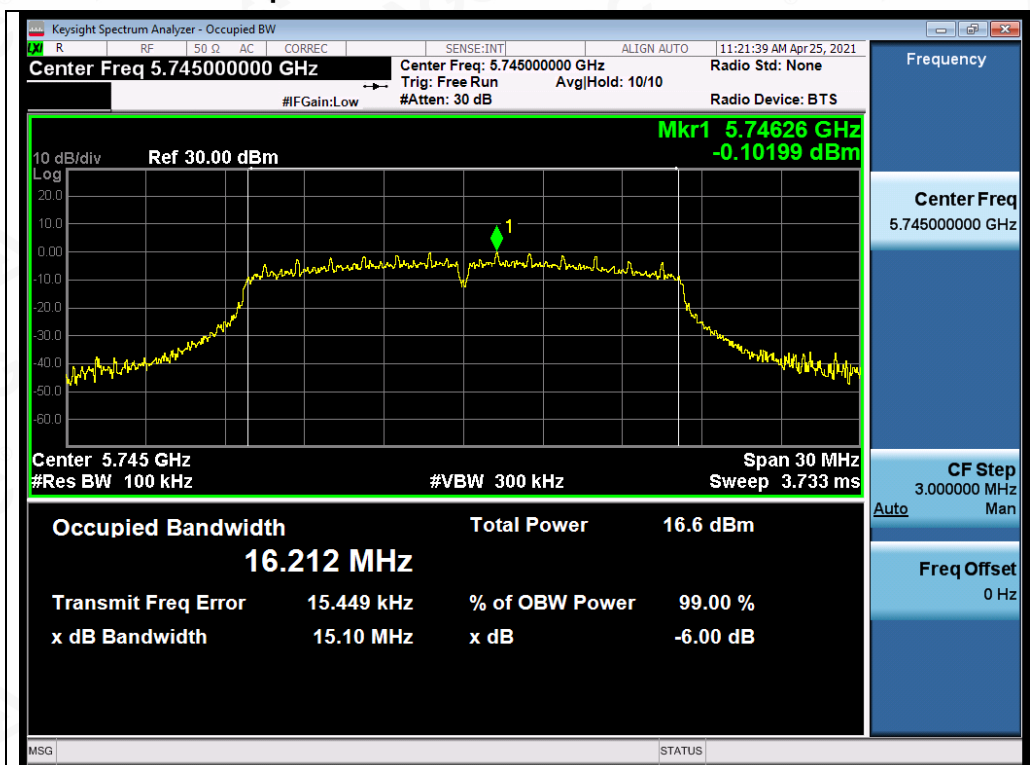 Keysight Spectrum Analyzer - Occupied BW
LXI R RF 50 Ω AC CORREC SENSE:INT ALIGN AUTO 11:21:39 AM Apr 25, 2021
Center Freq 5.745000000 GHz Center Freq: 5.745000000 GHz Radio Std: None
Trig: Free Run Avg|Hold: 10/10
#IFGain:Low #Atten: 30 dB Radio Device: BTS
Mkr1 5.74626 GHz
10 dB/div Ref 30.00 dBm -0.10199 dBm
Log
20.0
10.0
1
0.00
-10.0
-20.0
-30.0
-40.0
-50.0
-60.0
Center 5.745 GHz Span 30 MHz
#Res BW 100 kHz #VBW 300 kHz Sweep 3.733 ms
Occupied Bandwidth Total Power 16.6 dBm
16.212 MHz
Transmit Freq Error 15.449 kHz % of OBW Power 99.00 %
x dB Bandwidth 15.10 MHz x dB -6.00 dB
Frequency
Center Freq
5.745000000 GHz
CF Step
3.000000 MHz
Auto Man
Freq Offset
0 Hz
MSG STATUS